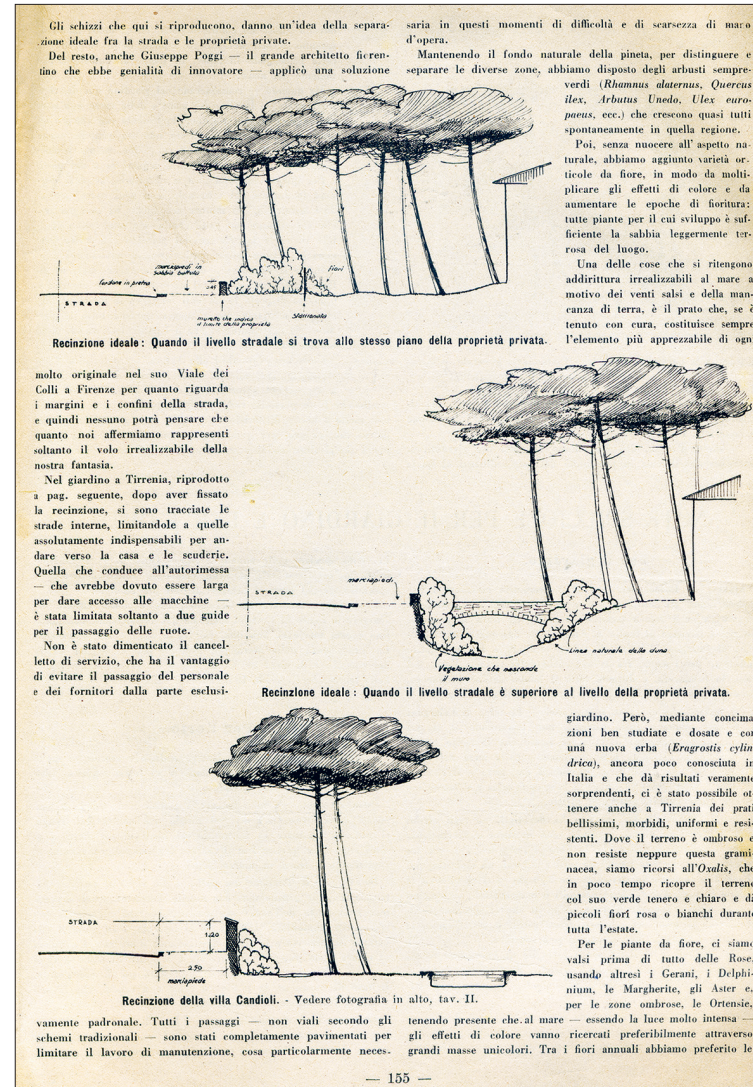 Gli schizzi che qui si riproducono, danno un'idea della separa-
zione ideale fra la strada e le proprietà private.
Del resto, anche Giuseppe Poggi — il grande architetto fioren-
tino che ebbe genialità di innovatore — applicò una soluzione
marciapiedi in
sabbia battuta
Cordone in pietra
STRADA
Fiori
muretto che indica
il limite della proprietà
Staccionata
Recinzione ideale: Quando il livello stradale si trova allo stesso piano della proprietà privata.
molto originale nel suo Viale dei
Colli a Firenze per quanto riguarda
i margini e i confini della strada,
e quindi nessuno potrà pensare che
quanto noi affermiamo rappresenti
soltanto il volo irrealizzabile della
nostra fantasia.
Nel giardino a Tirrenia, riprodotto
a pag. seguente, dopo aver fissato
la recinzione, si sono tracciate le
strade interne, limitandole a quelle
assolutamente indispensabili per an-
dare verso la casa e le scuderie.
Quella che conduce all'autorimessa
— che avrebbe dovuto essere larga
per dare accesso alle macchine —
è stata limitata soltanto a due guide
per il passaggio delle ruote.
Non è stato dimenticato il cancel-
letto di servizio, che ha il vantaggio
di evitare il passaggio del personale
e dei fornitori dalla parte esclusi-
STRADA
marciapiedi
Linea naturale della duna
Vegetazione che nasconde
il muro
Recinzione ideale: Quando il livello stradale è superiore al livello della proprietà privata.
STRADA
1.20
2.50
marciapiede
Recinzione della villa Candioli. - Vedere fotografia in alto, tav. II.
vamente padronale. Tutti i passaggi — non viali secondo gli
schemi tradizionali — sono stati completamente pavimentati per
limitare il lavoro di manutenzione, cosa particolarmente neces-
saria in questi momenti di difficoltà e di scarsezza di mano
d'opera.
Mantenendo il fondo naturale della pineta, per distinguere e
separare le diverse zone, abbiamo disposto degli arbusti sempre-
verdi (Rhamnus alaternus, Quercus
ilex, Arbutus Unedo, Ulex euro-
paeus, ecc.) che crescono quasi tutti
spontaneamente in quella regione.
Poi, senza nuocere all'aspetto na-
turale, abbiamo aggiunto varietà or-
ticole da fiore, in modo da molti-
plicare gli effetti di colore e da
aumentare le epoche di fioritura:
tutte piante per il cui sviluppo è suf-
ficiente la sabbia leggermente ter-
rosa del luogo.
Una delle cose che si ritengono
addirittura irrealizzabili al mare a
motivo dei venti salsi e della man-
canza di terra, è il prato che, se è
tenuto con cura, costituisce sempre
l'elemento più apprezzabile di ogn
giardino. Però, mediante concima
zioni ben studiate e dosate e con
una nuova erba (Eragrostis cylin
drica), ancora poco conosciuta in
Italia e che dà risultati veramente
sorprendenti, ci è stato possibile ot
tenere anche a Tirrenia dei prati
bellissimi, morbidi, uniformi e resi-
stenti. Dove il terreno è ombroso e
non resiste neppure questa grami-
nacea, siamo ricorsi all'Oxalis, che
in poco tempo ricopre il terreno
col suo verde tenero e chiaro e di
piccoli fiori rosa o bianchi durante
tutta l'estate.
Per le piante da fiore, ci siamo
valsi prima di tutto delle Rose,
usando altresì i Gerani, i Delphi-
nium, le Margherite, gli Aster e,
per le zone ombrose, le Ortensie,
tenendo presente che al mare — essendo la luce molto intensa —
gli effetti di colore vanno ricercati preferibilmente attraverso
grandi masse unicolori. Tra i fiori annuali abbiamo preferito le
— 155 —